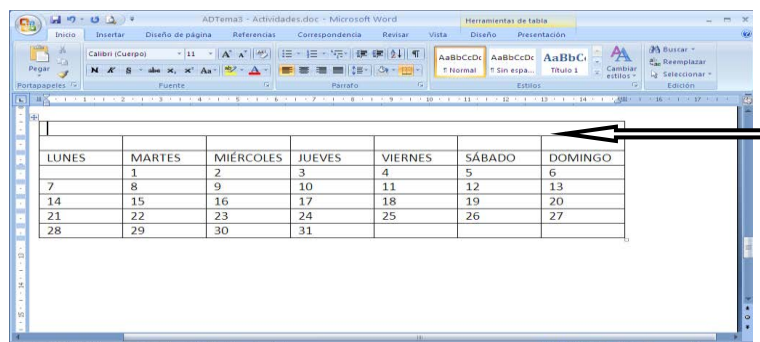 ADTema3 - Actividades.doc - Microsoft Word
Herramientas de tabla
Inicio Insertar Diseño de página Referencias Correspondencia Revisar Vista Diseño Presentación
Calibri (Cuerpo) 11
AaBbCcDc AaBbCcDc AaBbC
Pegar
N K S abc x, x' Aa
¶ Normal ¶ Sin espa... Título 1
Cambiar estilos
Buscar
Reemplazar
Seleccionar
Portapapeles Fuente Párrafo Estilos Edición
LUNES MARTES MIÉRCOLES JUEVES VIERNES SÁBADO DOMINGO
1 2 3 4 5 6
7 8 9 10 11 12 13
14 15 16 17 18 19 20
21 22 23 24 25 26 27
28 29 30 31